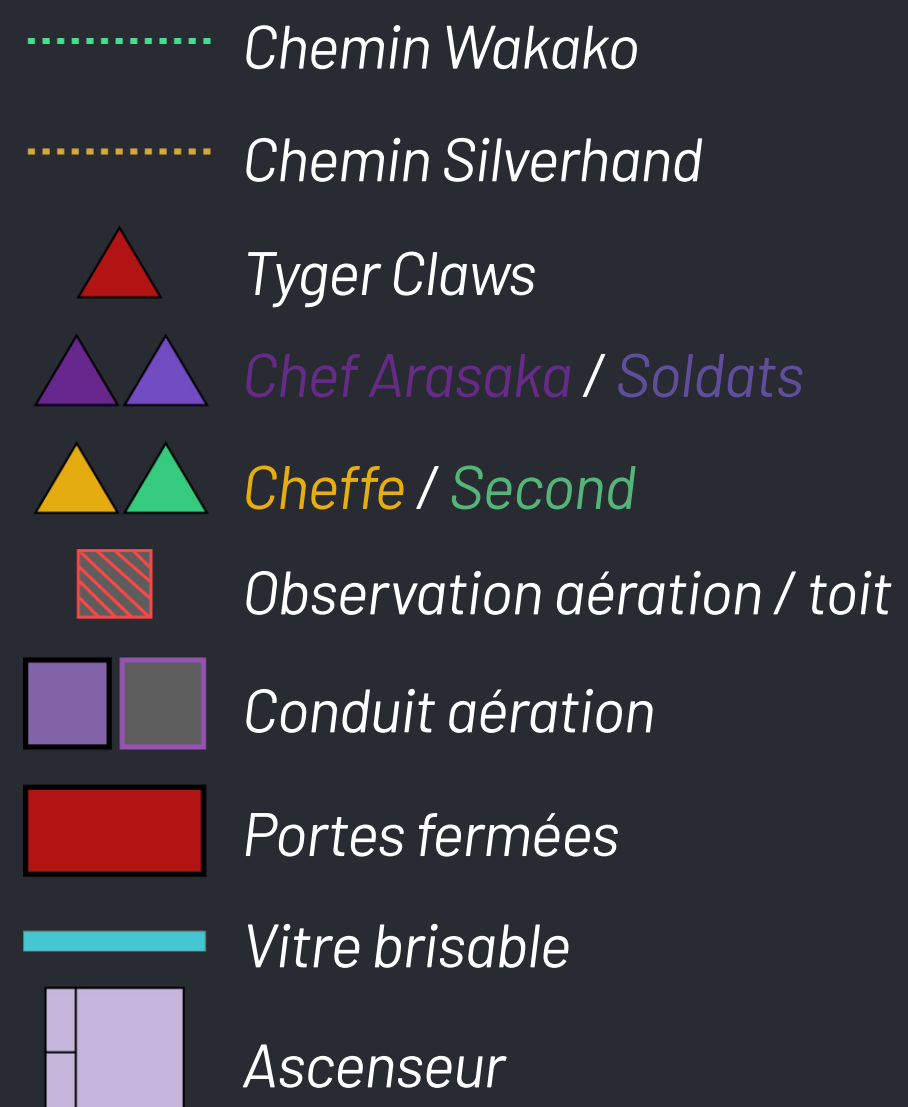 Chemin Wakako
Chemin Silverhand
Tyger Claws
Chef Arasaka / Soldats
Cheffe / Second
Observation aération / toit
Conduit aération
Portes fermées
Vitre brisable
Ascenseur